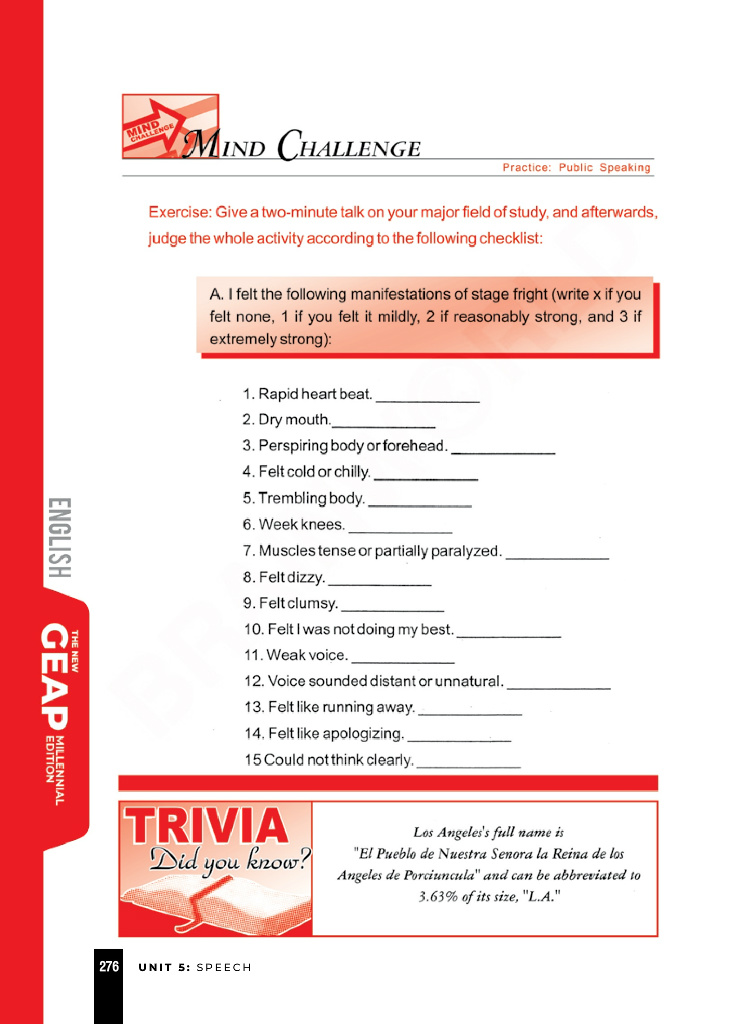 MIND
CHALLENGE
MIND CHALLENGE
Practice: Public Speaking
Exercise: Give a two-minute talk on your major field of study, and afterwards,
judge the whole activity according to the following checklist:
A. I felt the following manifestations of stage fright (write x if you
felt none, 1 if you felt it mildly, 2 if reasonably strong, and 3 if
extremely strong):
1. Rapid heart beat. ____________
2. Dry mouth.____________
3. Perspiring body or forehead. ____________
4. Felt cold or chilly. ____________
5. Trembling body. ____________
6. Week knees. ____________
7. Muscles tense or partially paralyzed. ____________
8. Felt dizzy. ____________
9. Felt clumsy. ____________
10. Felt I was not doing my best. ____________
11. Weak voice. ____________
12. Voice sounded distant or unnatural. ____________
13. Felt like running away. ____________
14. Felt like apologizing. ____________
15 Could not think clearly. ____________
ENGLISH
THE NEW
GEAP
MILLENNIAL
EDITION
TRIVIA
Did you know?
Los Angeles's full name is
"El Pueblo de Nuestra Senora la Reina de los
Angeles de Porciuncula" and can be abbreviated to
3.63% of its size, "L.A."
276 UNIT 5: SPEECH